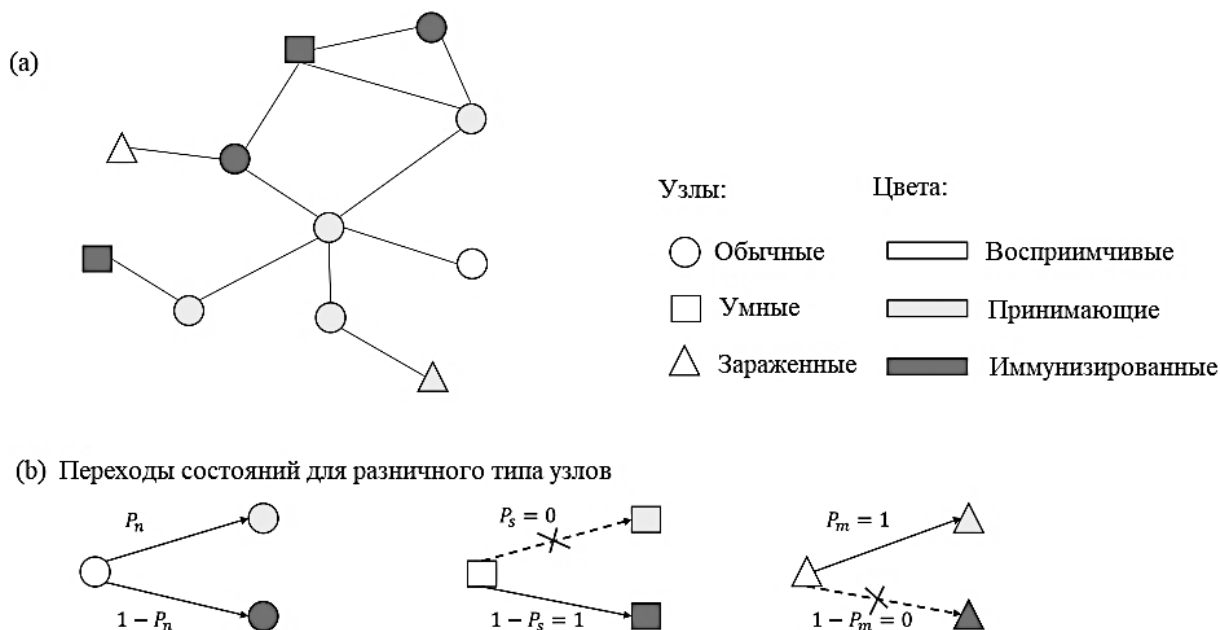 (a)
Узлы: Цвета:
Обычные Восприимчивые
Умные Принимающие
Зараженные Иммунизированные
(b) Переходы состояний для разничного типа узлов
P_n P_s = 0 P_m = 1
1 − P_n 1 − P_s = 1 1 − P_m = 0